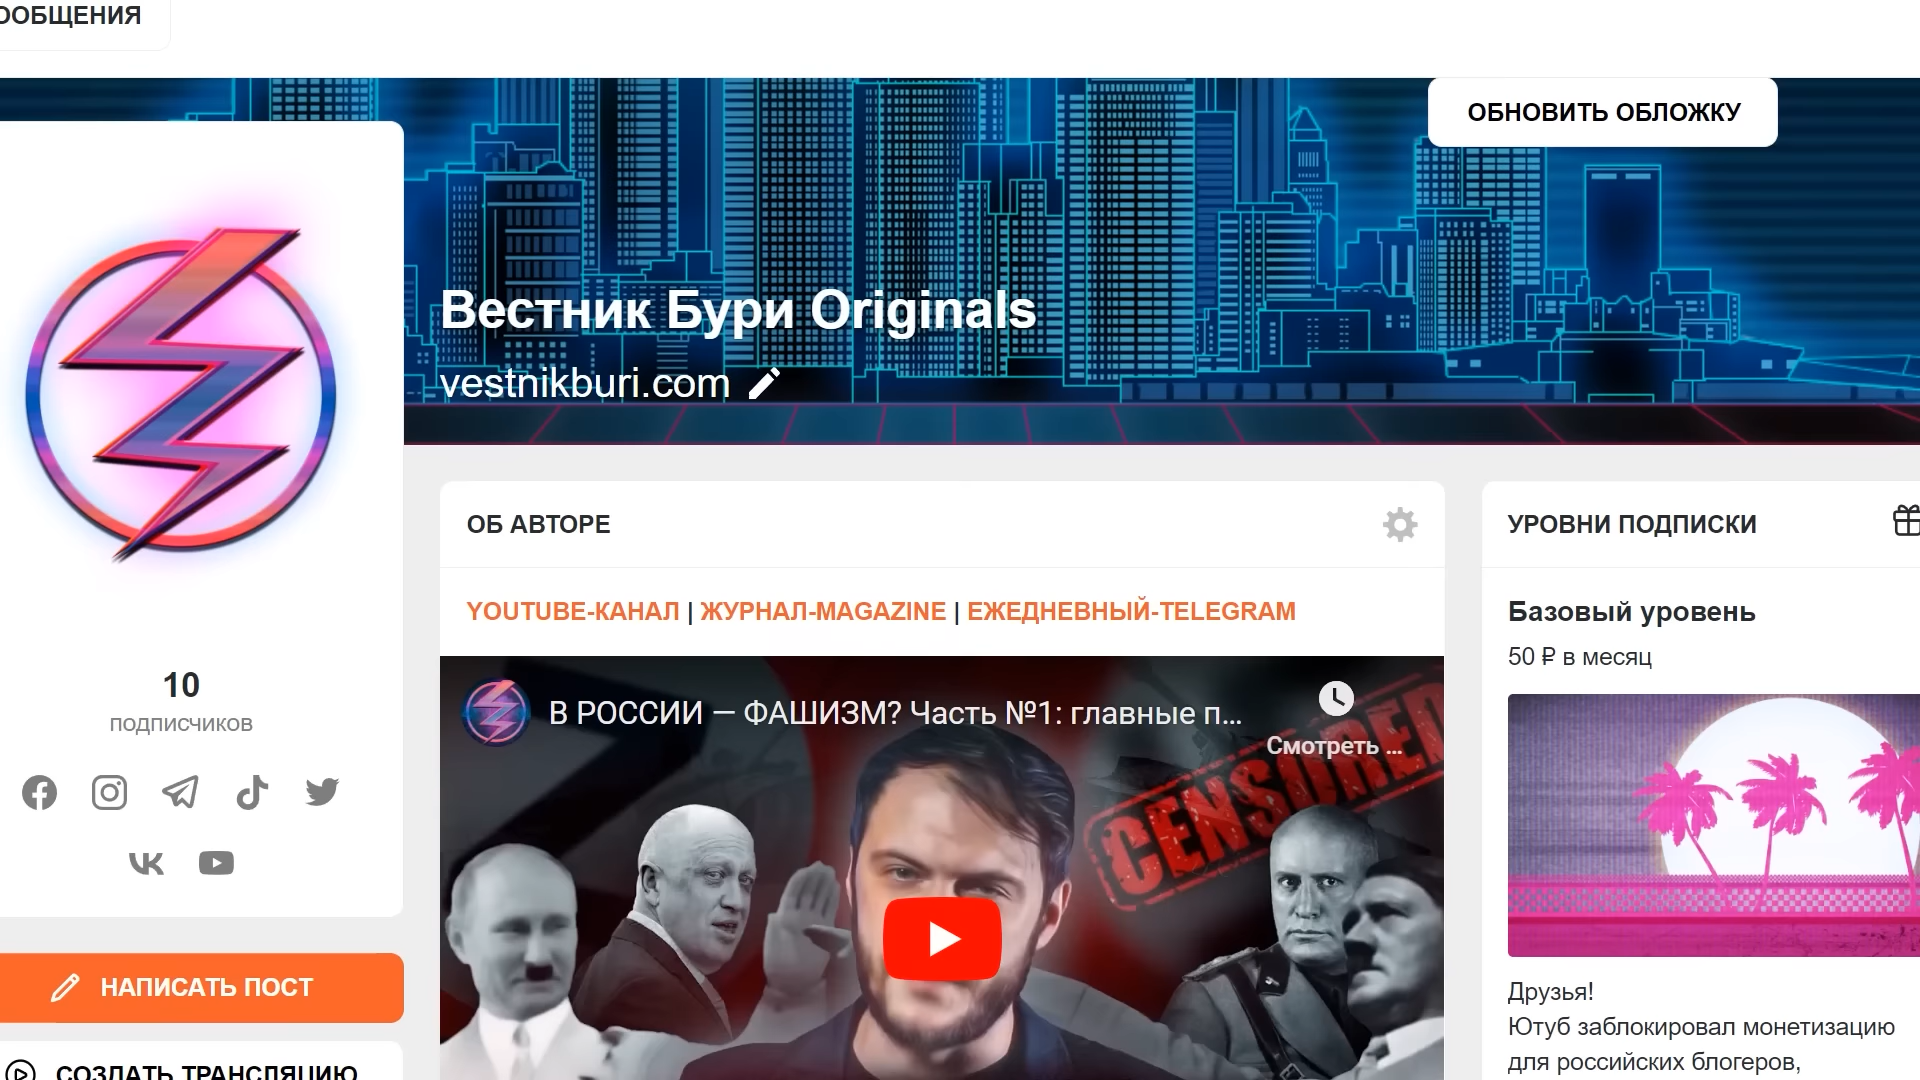 ООБЩЕНИЯ
ОБНОВИТЬ ОБЛОЖКУ
Вестник Бури Originals
vestnikburi.com
10
подписчиков
НАПИСАТЬ ПОСТ
СОЗДАТЬ ТРАНСЛЯЦИЮ
ОБ АВТОРЕ
YOUTUBE-КАНАЛ | ЖУРНАЛ-MAGAZINE | ЕЖЕДНЕВНЫЙ-TELEGRAM
В РОССИИ — ФАШИЗМ? Часть №1: главные п...
Смотреть ...
CENSORED
УРОВНИ ПОДПИСКИ
Базовый уровень
50 ₽ в месяц
Друзья!
Ютуб заблокировал монетизацию
для российских блогеров,